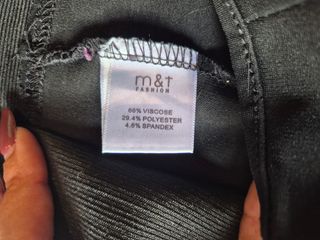 m&t
FASHION
66% VISCOSE
29.4% POLYESTER
4.6% SPANDEX